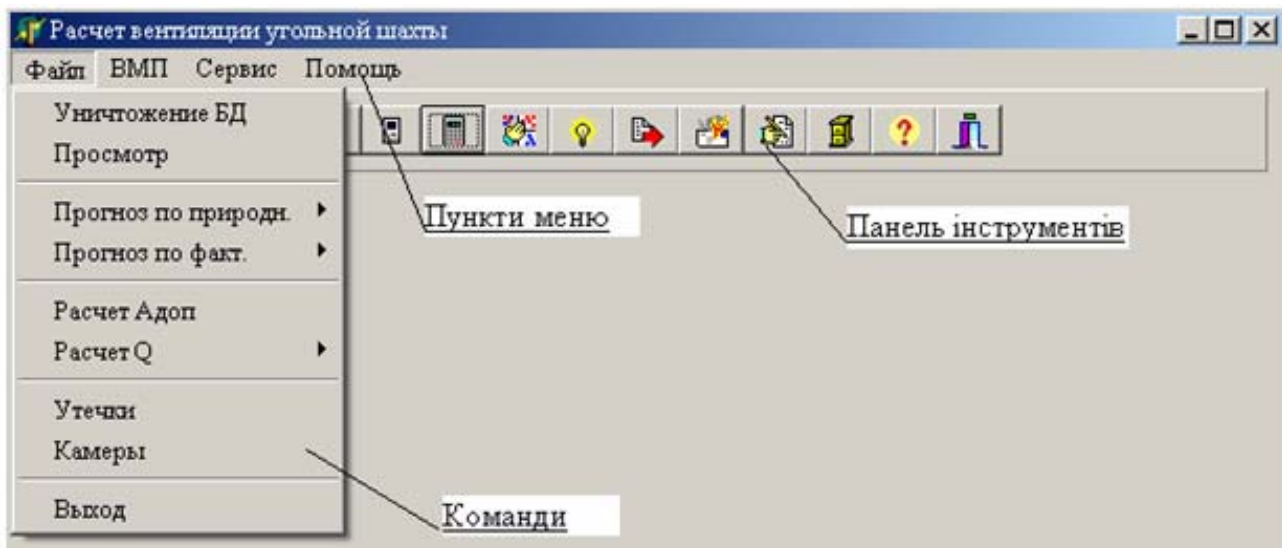 Расчет вентиляции угольной шахты
Файл ВМП Сервис Помощь
Уничтожение БД
Просмотр
Прогноз по природн.
Прогноз по факт.
Расчет Адоп
Расчет Q
Утечки
Камеры
Выход
Пункти меню
Панель інструментів
Команди